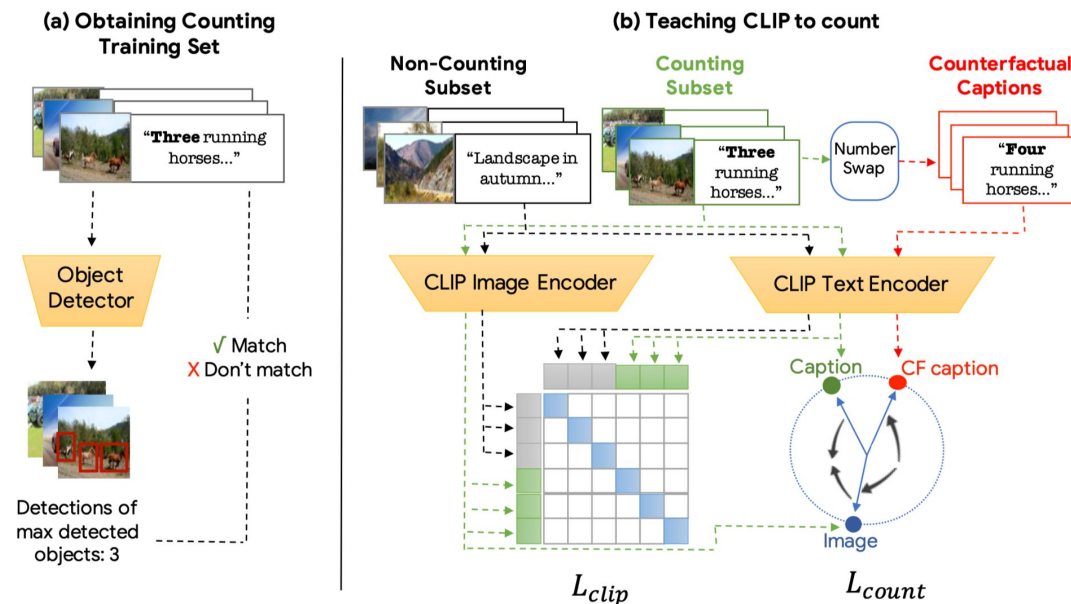 (a) Obtaining Counting
Training Set
“Three running
horses...”
Object
Detector
√ Match
X Don’t match
Detections of
max detected
objects: 3
(b) Teaching CLIP to count
Non-Counting
Subset
Counting
Subset
Counterfactual
Captions
“Landscape in
autumn...”
“Three
running
horses...”
Number
Swap
“Four
running
horses...”
CLIP Image Encoder
CLIP Text Encoder
Caption
CF caption
Image
L_clip
L_count